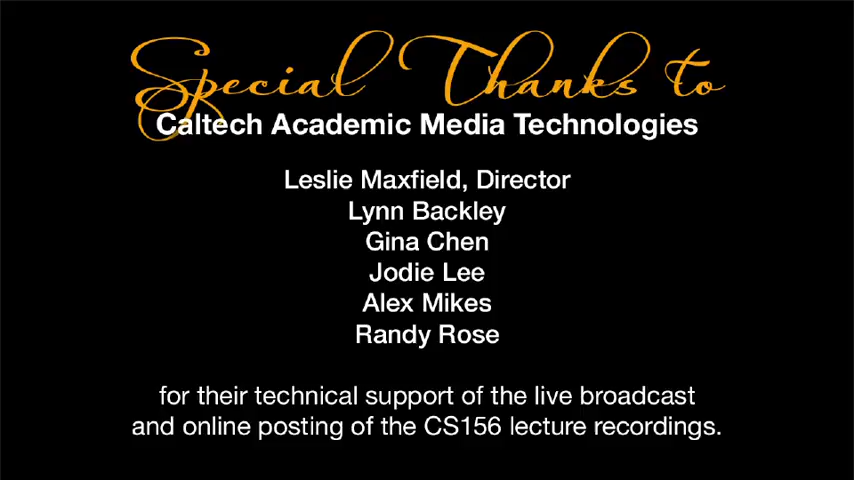 Special Thanks to
Caltech Academic Media Technologies
Leslie Maxfield, Director
Lynn Backley
Gina Chen
Jodie Lee
Alex Mikes
Randy Rose
for their technical support of the live broadcast
and online posting of the CS156 lecture recordings.